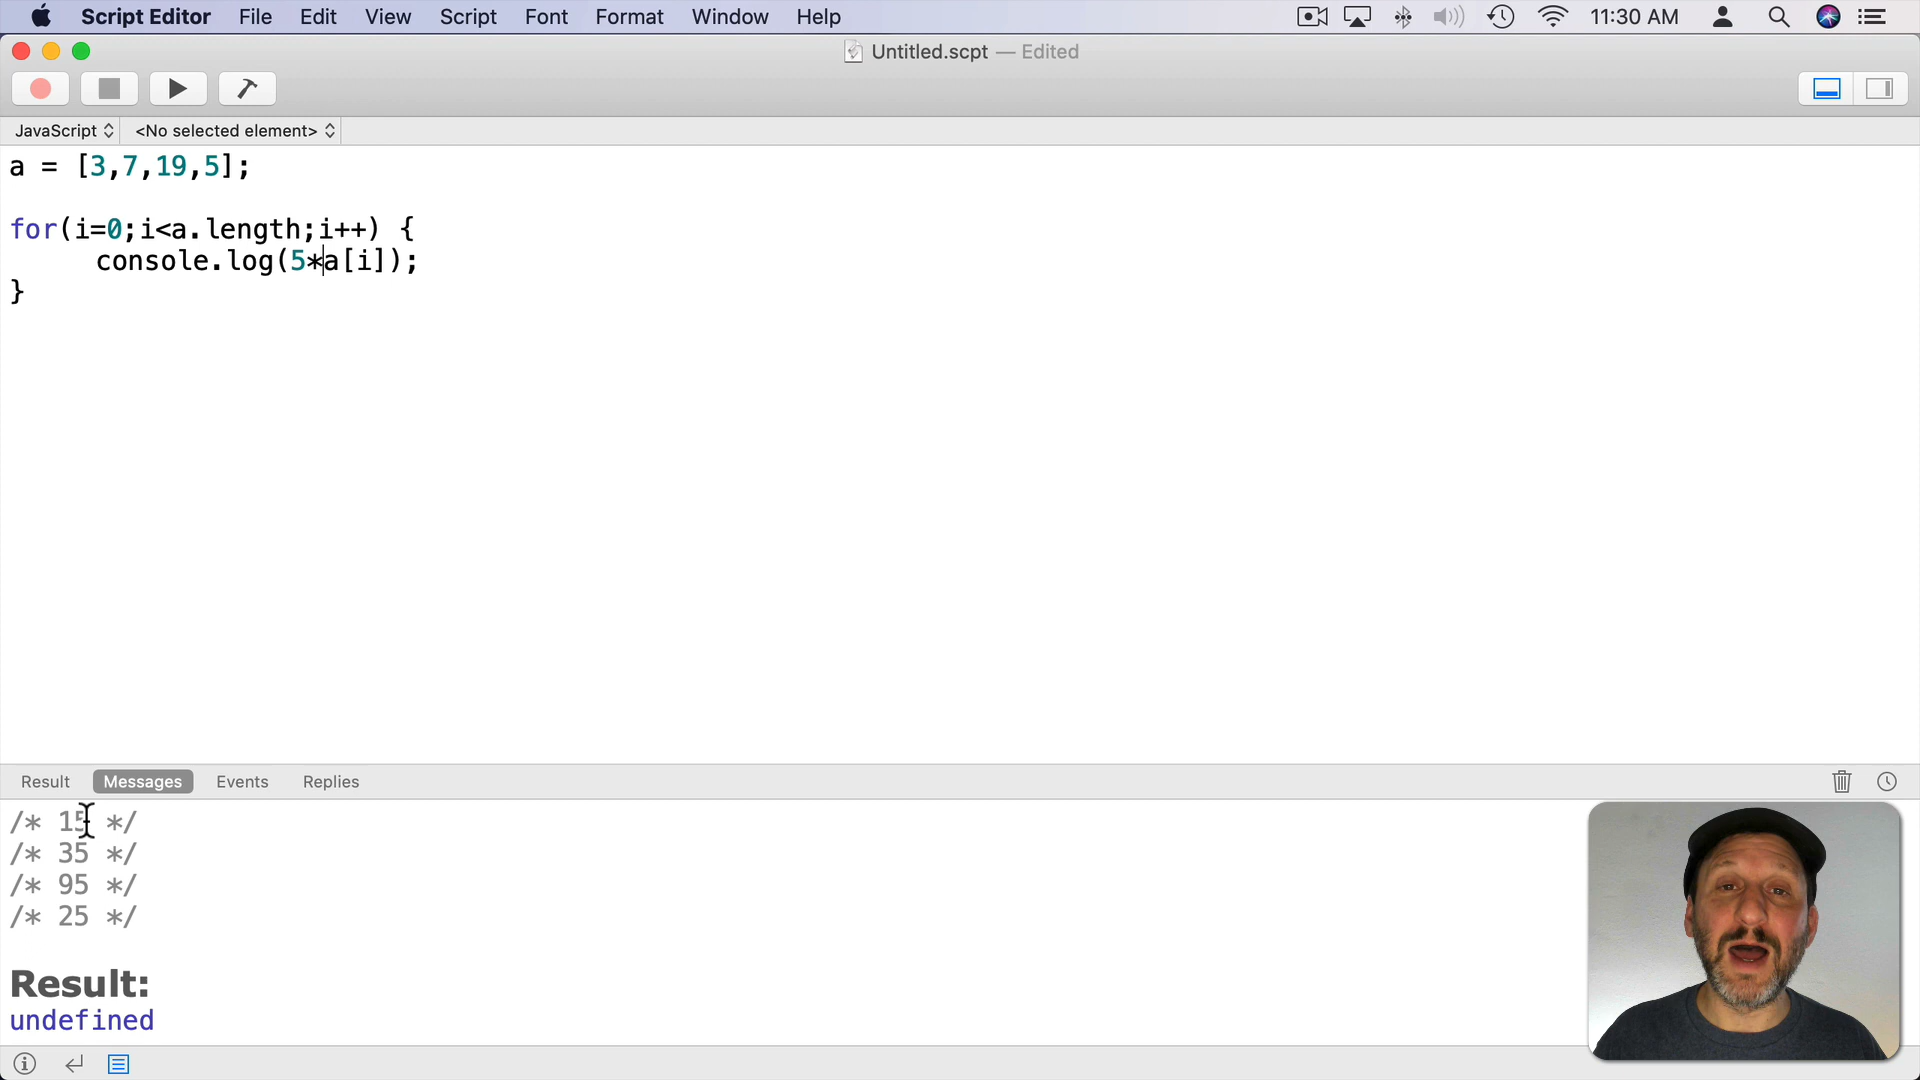 Script Editor File Edit View Script Font Format Window Help 11:30 AM
Untitled.scpt — Edited
JavaScript <No selected element>
a = [3,7,19,5];
for(i=0;i<a.length;i++) {
console.log(5*a[i]);
}
Result Messages Events Replies
/* 15 */
/* 35 */
/* 95 */
/* 25 */
Result:
undefined